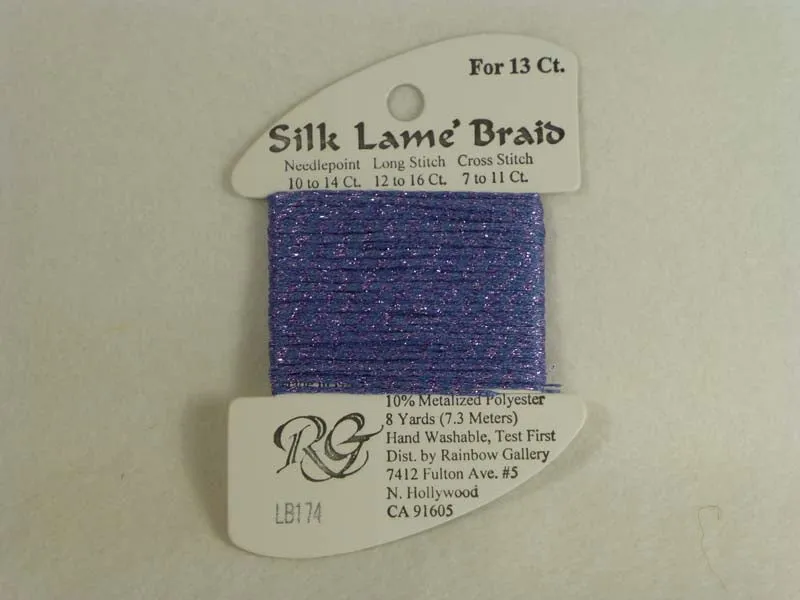 For 13 Ct.
Silk Lamé Braid
Needlepoint Long Stitch Cross Stitch
10 to 14 Ct. 12 to 16 Ct. 7 to 11 Ct.
10% Metalized Polyester
8 Yards (7.3 Meters)
Hand Washable, Test First
Dist. by Rainbow Gallery
7412 Fulton Ave. #5
N. Hollywood
CA 91605
RG
LB174